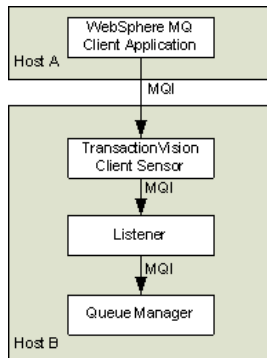 WebSphere MQ
Client Application
Host A
MQI
TransactionVision
Client Sensor
MQI
Listener
MQI
Queue Manager
Host B